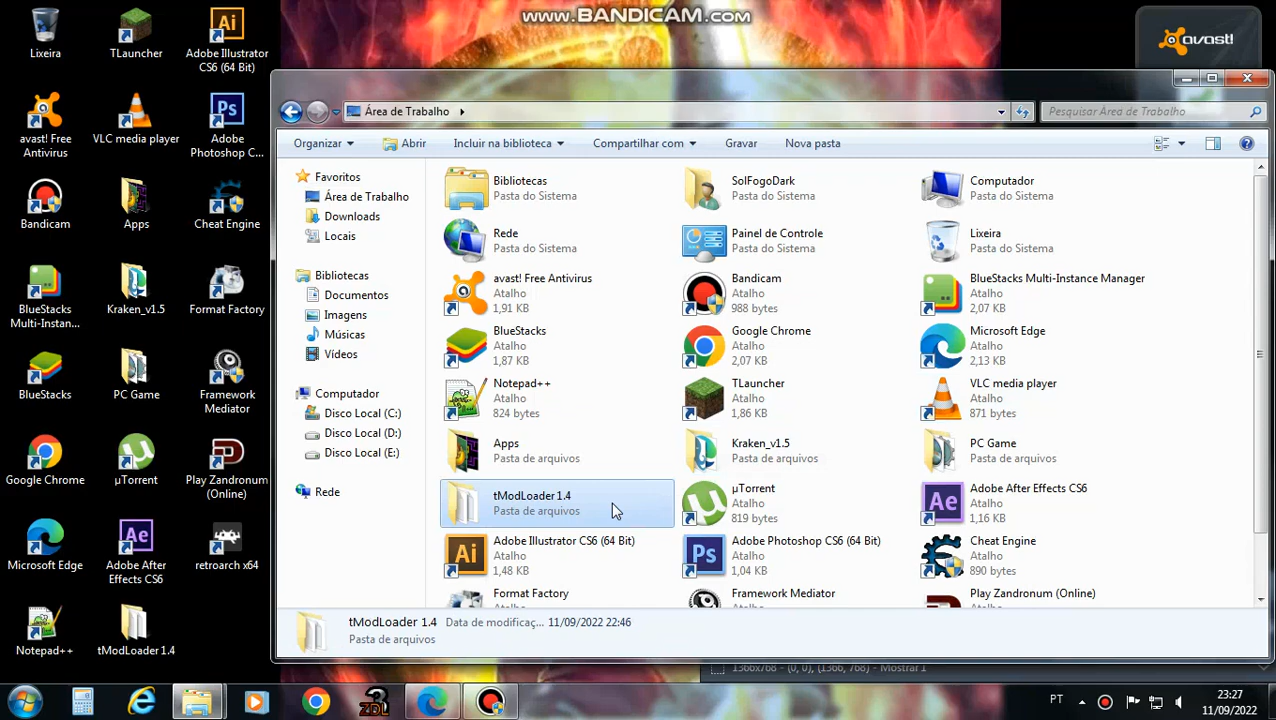 www.BANDICAM.com
avast!
Lixeira
TLauncher
Adobe Illustrator
CS6 (64 Bit)
avast! Free
Antivirus
VLC media player
Adobe
Photoshop C...
Bandicam
Apps
Cheat Engine
BlueStacks
Multi-Instan...
Kraken_v1.5
Format Factory
BlueStacks
PC Game
Framework
Mediator
Google Chrome
µTorrent
Play Zandronum
(Online)
Microsoft Edge
Adobe After
Effects CS6
retroarch x64
Notepad++
tModLoader 1.4
Área de Trabalho
Pesquisar Área de Trabalho
Organizar
Abrir
Incluir na biblioteca
Compartilhar com
Gravar
Nova pasta
Favoritos
Área de Trabalho
Downloads
Locais
Bibliotecas
Documentos
Imagens
Músicas
Vídeos
Computador
Disco Local (C:)
Disco Local (D:)
Disco Local (E:)
Rede
Bibliotecas
Pasta do Sistema
SolFogoDark
Pasta do Sistema
Computador
Pasta do Sistema
Rede
Pasta do Sistema
Painel de Controle
Pasta do Sistema
Lixeira
Pasta do Sistema
avast! Free Antivirus
Atalho
1,91 KB
Bandicam
Atalho
988 bytes
BlueStacks Multi-Instance Manager
Atalho
2,07 KB
BlueStacks
Atalho
1,87 KB
Google Chrome
Atalho
2,07 KB
Microsoft Edge
Atalho
2,13 KB
Notepad++
Atalho
824 bytes
TLauncher
Atalho
1,86 KB
VLC media player
Atalho
871 bytes
Apps
Pasta de arquivos
Kraken_v1.5
Pasta de arquivos
PC Game
Pasta de arquivos
tModLoader 1.4
Pasta de arquivos
µTorrent
Atalho
819 bytes
Adobe After Effects CS6
Atalho
1,16 KB
Adobe Illustrator CS6 (64 Bit)
Atalho
1,48 KB
Adobe Photoshop CS6 (64 Bit)
Atalho
1,04 KB
Cheat Engine
Atalho
890 bytes
Format Factory
Framework Mediator
Play Zandronum (Online)
tModLoader 1.4 Data de modificaç... 11/09/2022 22:46
Pasta de arquivos
1366x768 - (0, 0), (1366, 768) - Mostrar 1
PT
23:27
11/09/2022